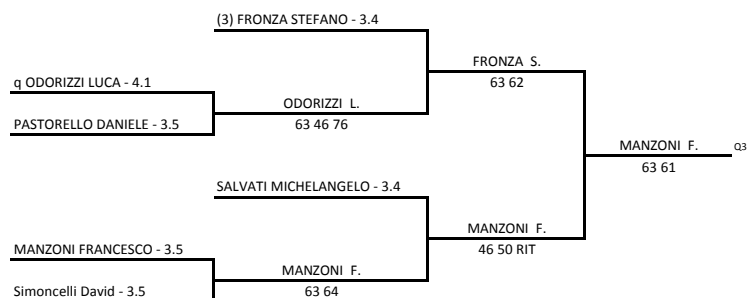 (3) FRONZA STEFANO - 3.4
FRONZA S.
q ODORIZZI LUCA - 4.1
63 62
ODORIZZI L.
PASTORELLO DANIELE - 3.5
63 46 76
MANZONI F.
Q3
63 61
SALVATI MICHELANGELO - 3.4
MANZONI F.
MANZONI FRANCESCO - 3.5
46 50 RIT
MANZONI F.
Simoncelli David - 3.5
63 64